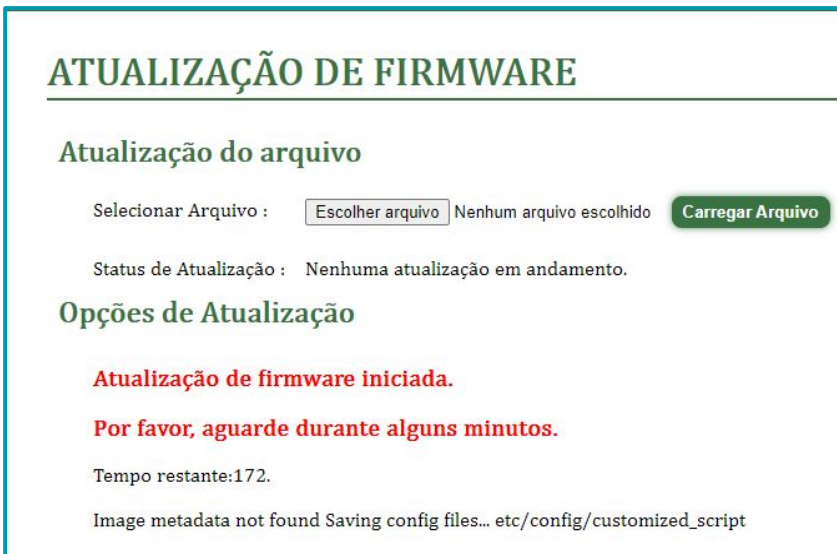 ATUALIZAÇÃO DE FIRMWARE
Atualização do arquivo
Selecionar Arquivo : Escolher arquivo Nenhum arquivo escolhido Carregar Arquivo
Status de Atualização : Nenhuma atualização em andamento.
Opções de Atualização
Atualização de firmware iniciada.
Por favor, aguarde durante alguns minutos.
Tempo restante:172.
Image metadata not found Saving config files... etc/config/customized_script